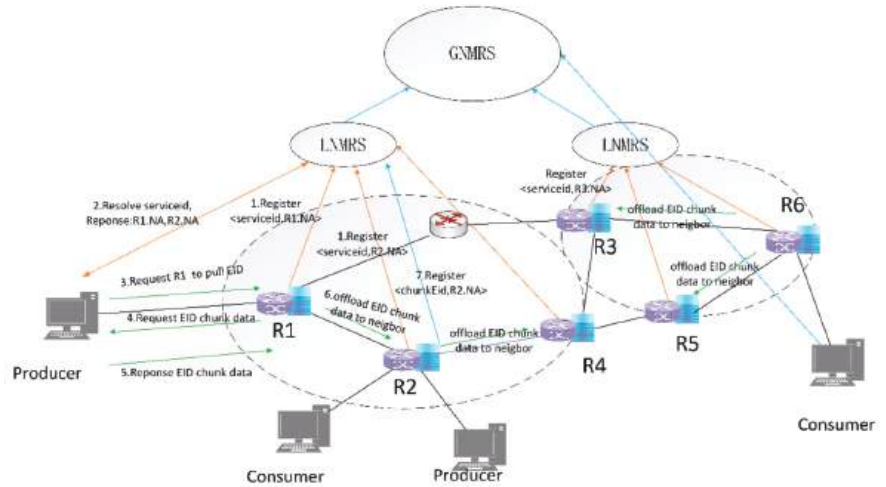 GNMRS
LNMRS
LNMRS
2.Resolve serviceid,
Reponse:R1.NA,R2.NA
1.Register
<serviceid,R1.NA>
1.Register
<serviceid,R2.NA>
Register
<serviceid,R3.NA>
offload EID chunk
data to neigbor
R6
R3
offload EID chunk
data to neigbor
3.Request R1 to pull EID
7.Register
<chunkEid,R2.NA>
6.offload EID chunk
data to neigbor
4.Request EID chunk data
R1
offload EID chunk
data to neigbor
R5
R4
Producer
5.Reponse EID chunk data
R2
Consumer
Consumer
Producer